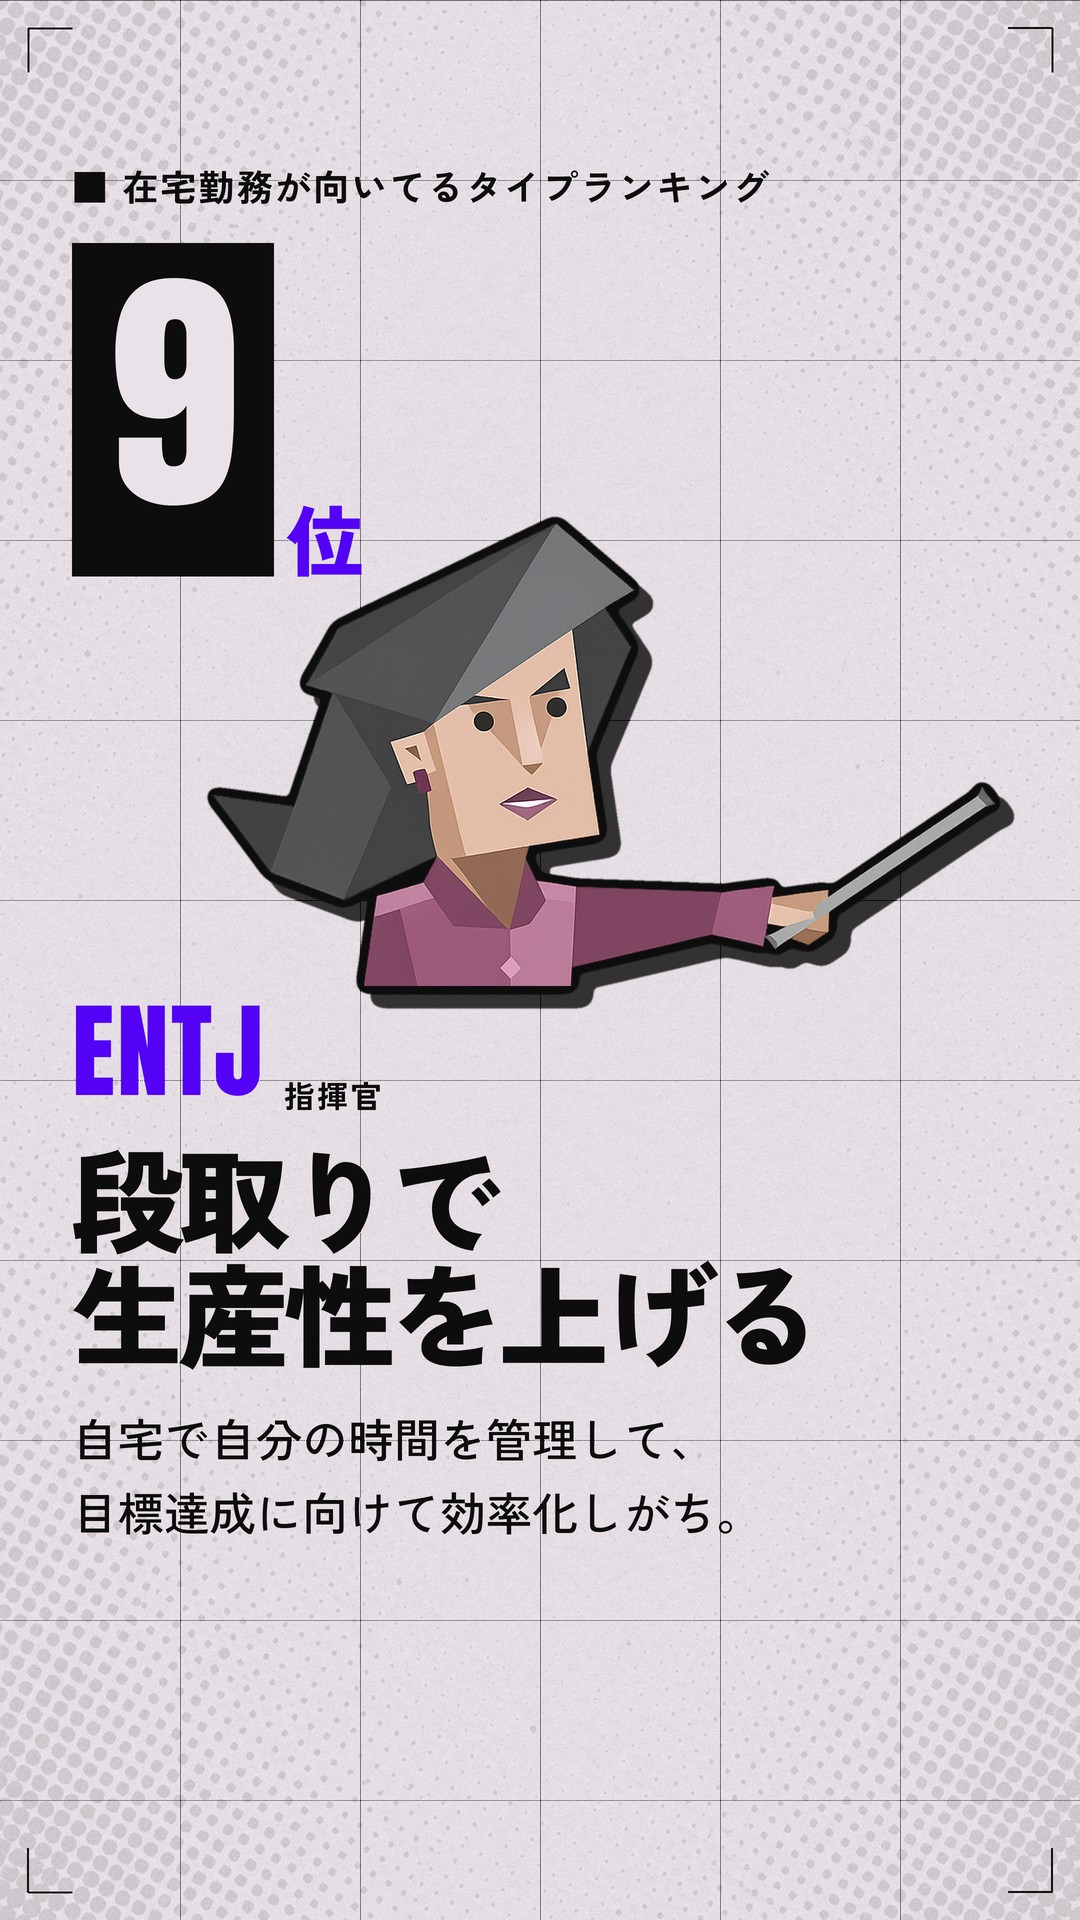 ■ 在宅勤務が向いてるタイプランキング
9位
ENTJ 指揮官
段取りで
生産性を上げる
自宅で自分の時間を管理して、
目標達成に向けて効率化しがち。